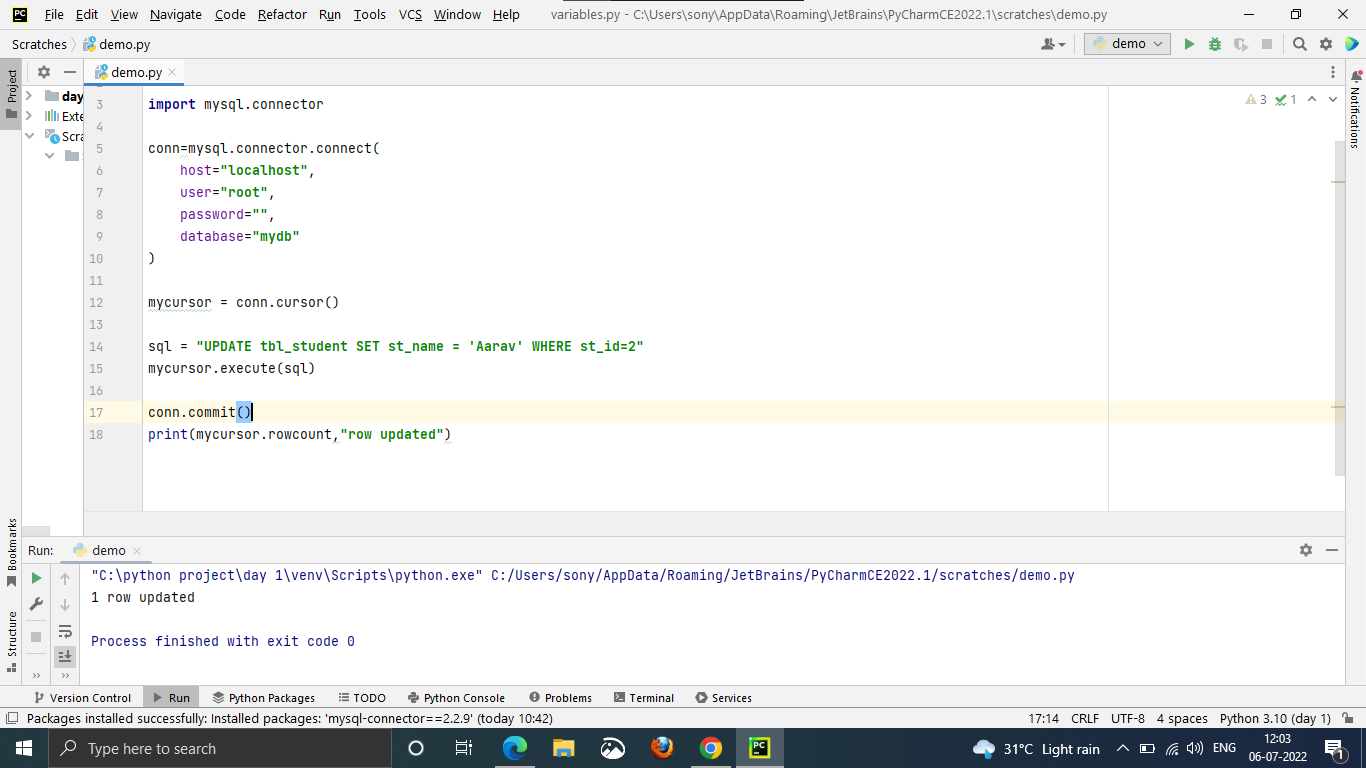 PC File Edit View Navigate Code Refactor Run Tools VCS Window Help variables.py - C:\Users\sony\AppData\Roaming\JetBrains\PyCharmCE2022.1\scratches\demo.py
Scratches demo.py demo
Project
demo.py
day
Exte
Scra
3 import mysql.connector
4
5 conn=mysql.connector.connect(
6 host="localhost",
7 user="root",
8 password="",
9 database="mydb"
10 )
11
12 mycursor = conn.cursor()
13
14 sql = "UPDATE tbl_student SET st_name = 'Aarav' WHERE st_id=2"
15 mycursor.execute(sql)
16
17 conn.commit()
18 print(mycursor.rowcount,"row updated")
3 1
Notifications
Bookmarks
Structure
Run: demo
"C:\python project\day 1\venv\Scripts\python.exe" C:/Users/sony/AppData/Roaming/JetBrains/PyCharmCE2022.1/scratches/demo.py
1 row updated
Process finished with exit code 0
Version Control Run Python Packages TODO Python Console Problems Terminal Services
Packages installed successfully: Installed packages: 'mysql-connector==2.2.9' (today 10:42) 17:14 CRLF UTF-8 4 spaces Python 3.10 (day 1)
Type here to search PC 31°C Light rain ENG 12:03
06-07-2022 1